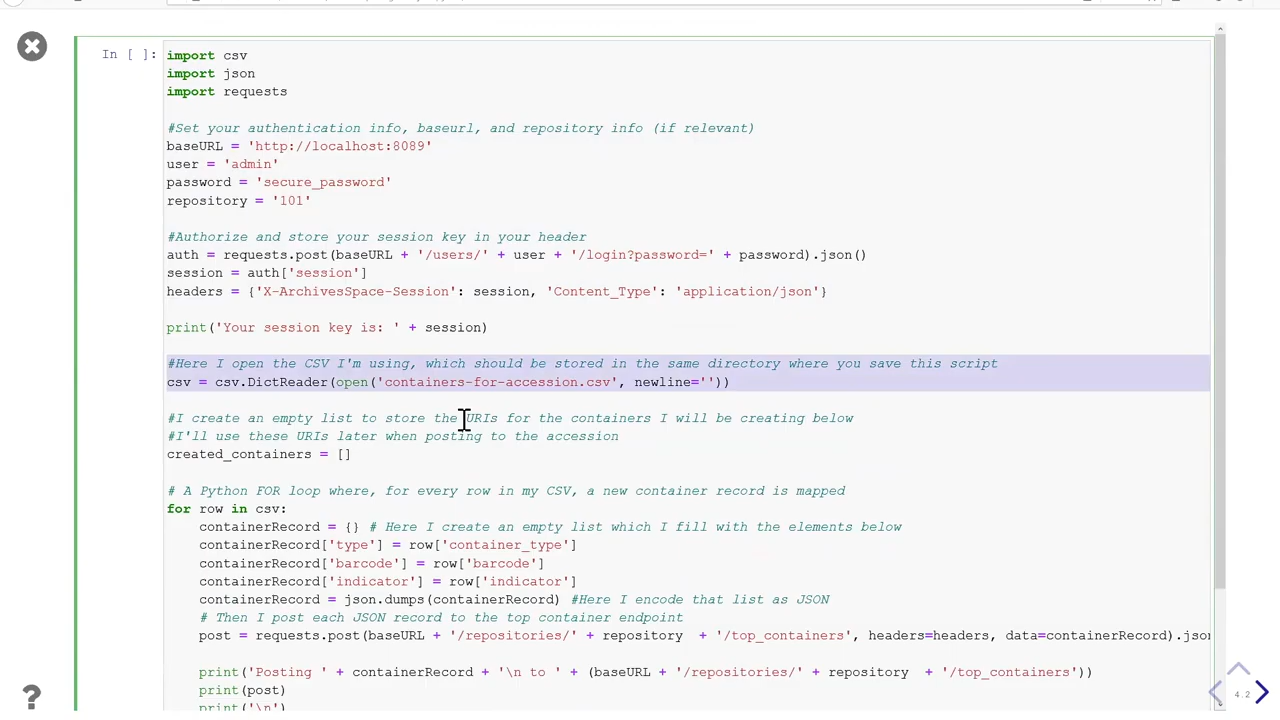 In [ ]:
import csv
import json
import requests
#Set your authentication info, baseurl, and repository info (if relevant)
baseURL = 'http://localhost:8089'
user = 'admin'
password = 'secure_password'
repository = '101'
#Authorize and store your session key in your header
auth = requests.post(baseURL + '/users/' + user + '/login?password=' + password).json()
session = auth['session']
headers = {'X-ArchivesSpace-Session': session, 'Content_Type': 'application/json'}
print('Your session key is: ' + session)
#Here I open the CSV I'm using, which should be stored in the same directory where you save this script
csv = csv.DictReader(open('containers-for-accession.csv', newline=''))
#I create an empty list to store the URIs for the containers I will be creating below
#I'll use these URIs later when posting to the accession
created_containers = []
# A Python FOR loop where, for every row in my CSV, a new container record is mapped
for row in csv:
    containerRecord = {} # Here I create an empty list which I fill with the elements below
    containerRecord['type'] = row['container_type']
    containerRecord['barcode'] = row['barcode']
    containerRecord['indicator'] = row['indicator']
    containerRecord = json.dumps(containerRecord) #Here I encode that list as JSON
    # Then I post each JSON record to the top container endpoint
    post = requests.post(baseURL + '/repositories/' + repository  + '/top_containers', headers=headers, data=containerRecord).json
    print('Posting ' + containerRecord + '\n to ' + (baseURL + '/repositories/' + repository  + '/top_containers'))
    print(post)
    print('\n')
?
4.2